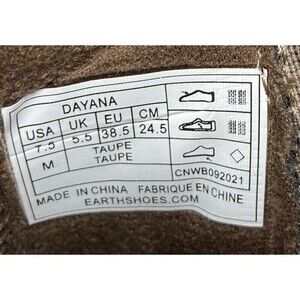 DAYANA
USA UK EU CM
7.5 5.5 38.5 24.5
M TAUPE
TAUPE
CNWB092021
MADE IN CHINA FABRIQUE EN CHINE
EARTHSHOES.COM